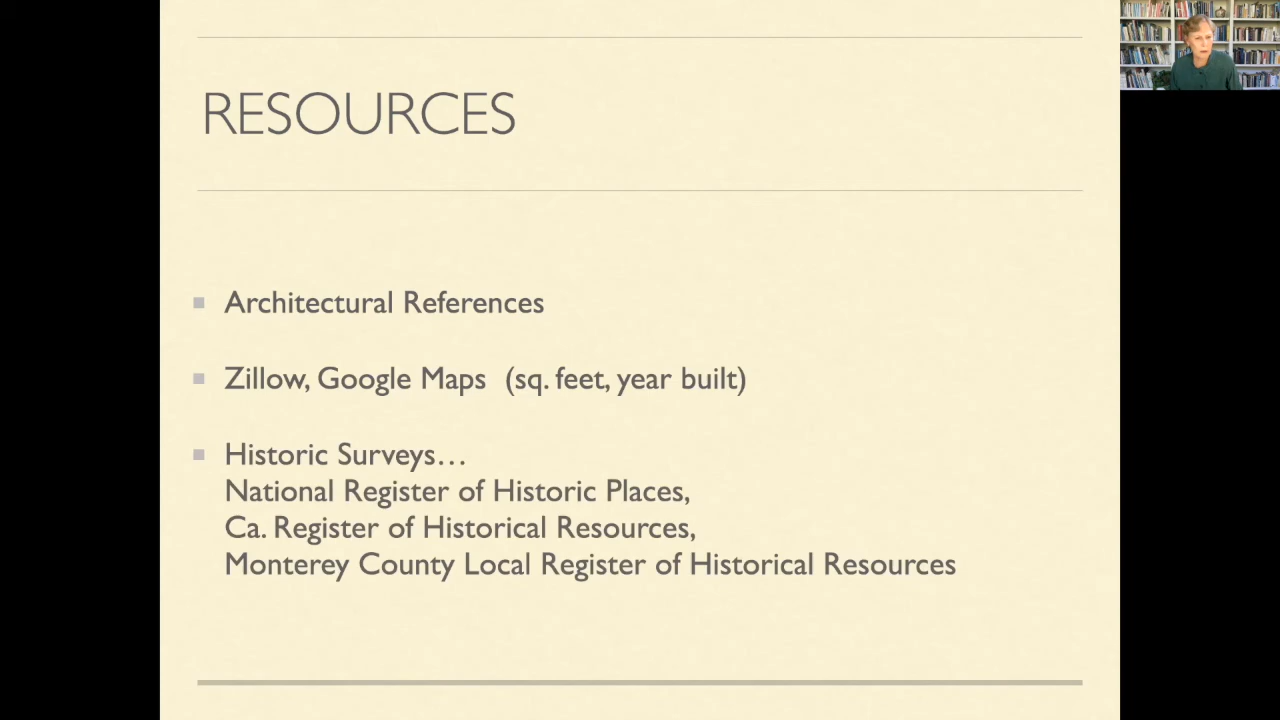 RESOURCES
Architectural References
Zillow, Google Maps (sq. feet, year built)
Historic Surveys…
National Register of Historic Places,
Ca. Register of Historical Resources,
Monterey County Local Register of Historical Resources